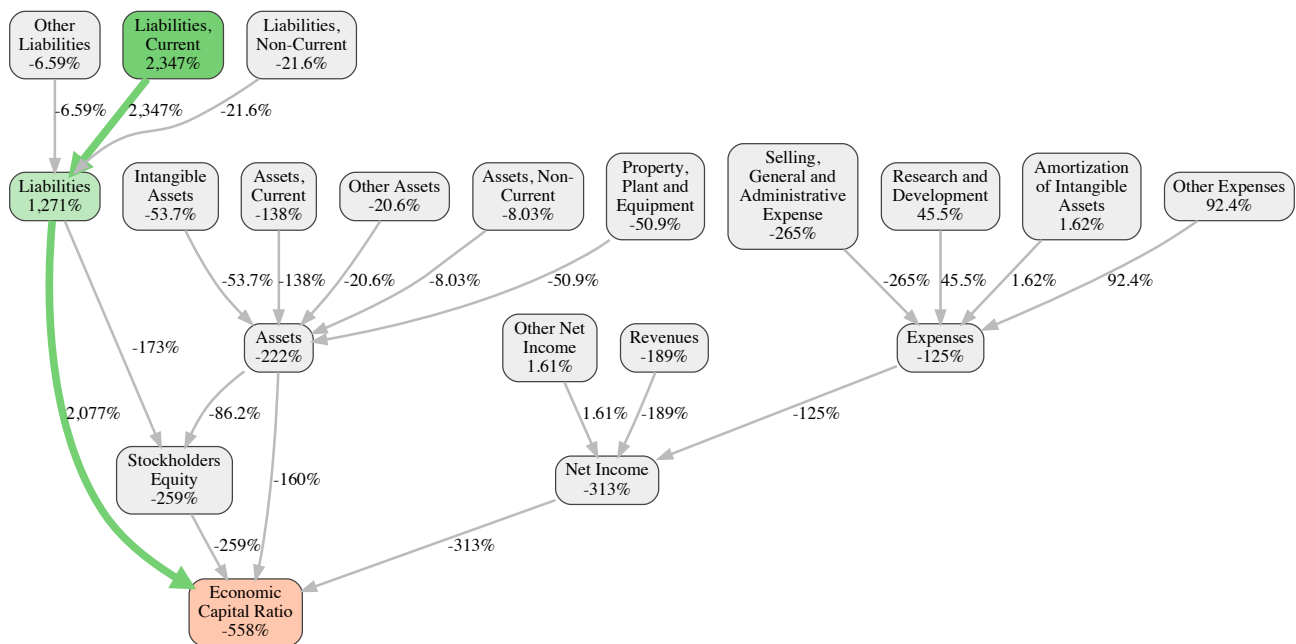 Other
Liabilities
-6.59%
Liabilities,
Current
2,347%
Liabilities,
Non-Current
-21.6%
-6.59%
2,347%
-21.6%
Liabilities
1,271%
Intangible
Assets
-53.7%
Assets,
Current
-138%
Other Assets
-20.6%
Assets, Non-
Current
-8.03%
Property,
Plant and
Equipment
-50.9%
Selling,
General and
Administrative
Expense
-265%
Research and
Development
45.5%
Amortization
of Intangible
Assets
1.62%
Other Expenses
92.4%
-53.7%
-138%
-20.6%
-8.03%
-50.9%
-265%
45.5%
1.62%
92.4%
-173%
Assets
-222%
Other Net
Income
1.61%
Revenues
-189%
Expenses
-125%
2,077%
-86.2%
1.61%
-189%
-125%
Stockholders
Equity
-259%
-160%
Net Income
-313%
-259%
-313%
Economic
Capital Ratio
-558%